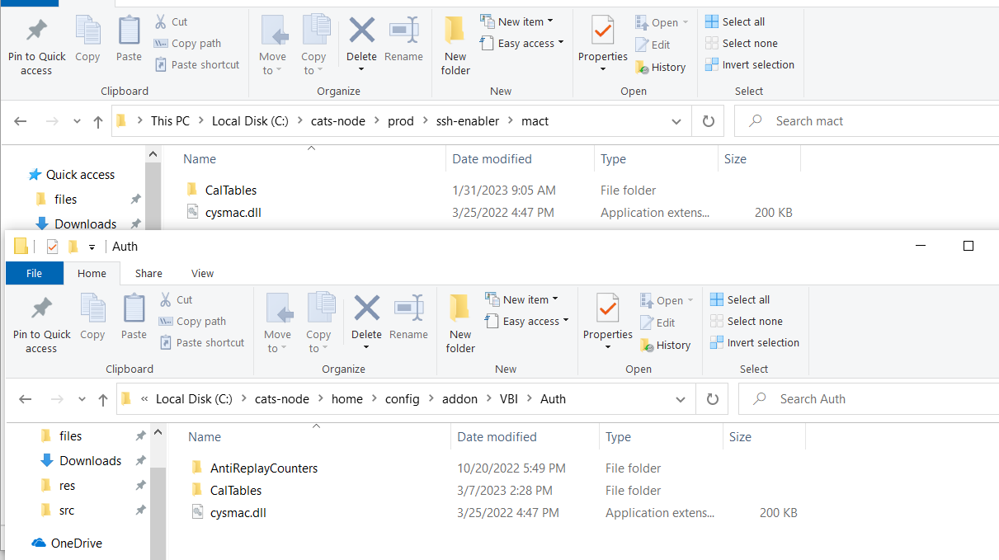 Pin to Quick access
Copy
Paste
Cut
Copy path
Paste shortcut
Clipboard
Move to
Copy to
Delete
Rename
Organize
New folder
New item
Easy access
New
Properties
Open
Edit
History
Open
Select all
Select none
Invert selection
Select
This PC > Local Disk (C:) > cats-node > prod > ssh-enabler > mact
Search mact
Quick access
files
Downloads
Name Date modified Type Size
CalTables 1/31/2023 9:05 AM File folder
cysmac.dll 3/25/2022 4:47 PM Application extens... 200 KB
Auth
File Home Share View
Pin to Quick access
Copy
Paste
Cut
Copy path
Paste shortcut
Clipboard
Move to
Copy to
Delete
Rename
Organize
New folder
New item
Easy access
New
Properties
Open
Edit
History
Open
Select all
Select none
Invert selection
Select
« Local Disk (C:) > cats-node > home > config > addon > VBI > Auth
Search Auth
files
Downloads
res
src
OneDrive
Name Date modified Type Size
AntiReplayCounters 10/20/2022 5:49 PM File folder
CalTables 3/7/2023 2:28 PM File folder
cysmac.dll 3/25/2022 4:47 PM Application extens... 200 KB